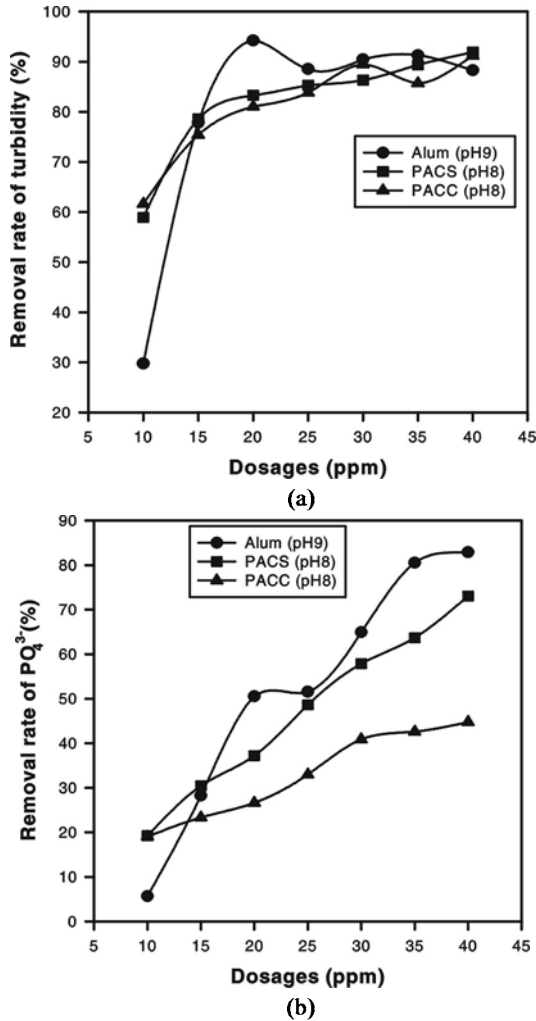 Removal rate of turbidity (%)
100
90
80
70
60
50
40
30
20
Alum (pH9)
PACS (pH8)
PACC (pH8)
5 10 15 20 25 30 35 40 45
Dosages (ppm)
(a)
Removal rate of PO₄³⁻(%)
90
80
70
60
50
40
30
20
10
0
Alum (pH9)
PACS (pH8)
PACC (pH8)
5 10 15 20 25 30 35 40 45
Dosages (ppm)
(b)